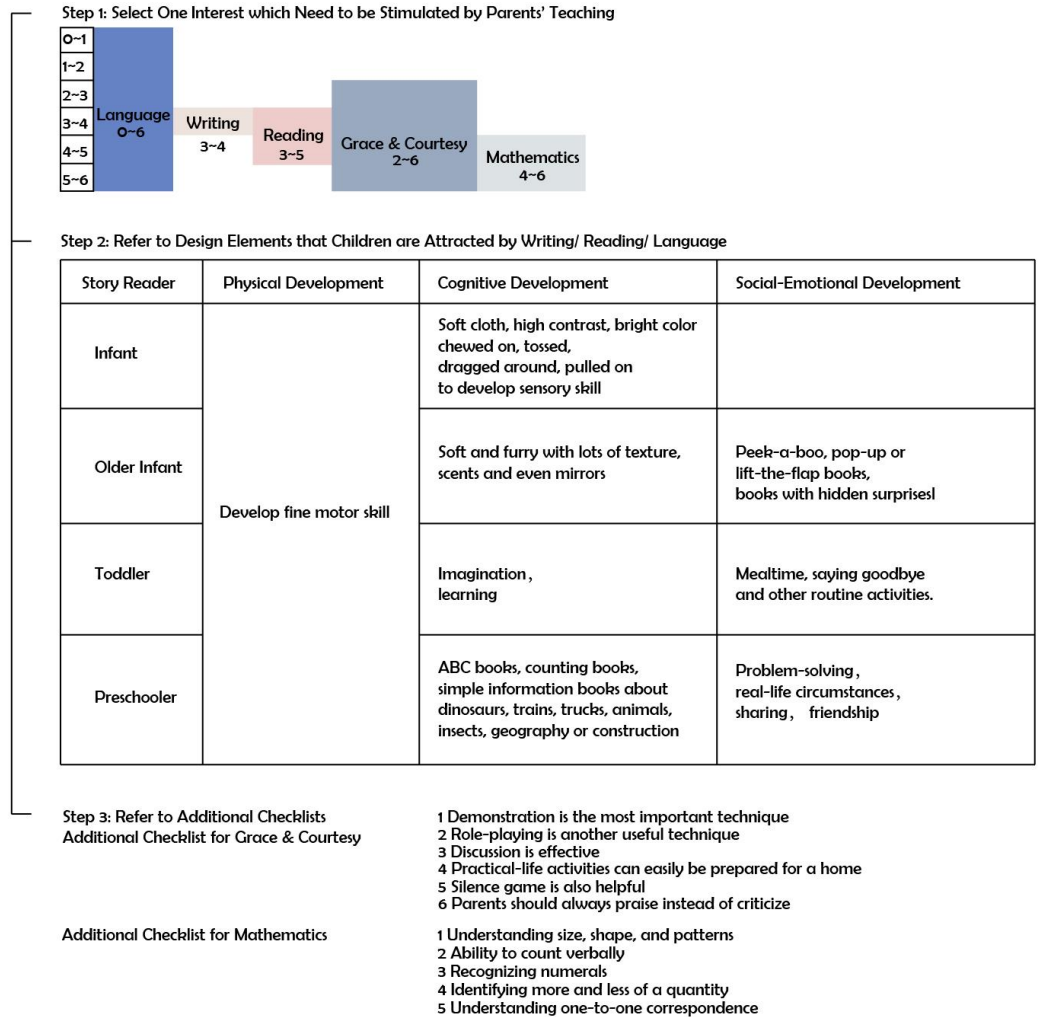 Step 1: Select One Interest which Need to be Stimulated by Parents' Teaching
0~1
1~2
2~3
3~4
4~5
5~6
Language
0~6
Writing
3~4
Reading
3~5
Grace & Courtesy
2~6
Mathematics
4~6
Step 2: Refer to Design Elements that Children are Attracted by Writing/ Reading/ Language
Story Reader
Physical Development
Cognitive Development
Social-Emotional Development
Infant
Soft cloth, high contrast, bright color
chewed on, tossed,
dragged around, pulled on
to develop sensory skill
Older Infant
Soft and furry with lots of texture,
scents and even mirrors
Peek-a-boo, pop-up or
lift-the-flap books,
books with hidden surprisesl
Develop fine motor skill
Toddler
Imagination,
learning
Mealtime, saying goodbye
and other routine activities.
Preschooler
ABC books, counting books,
simple information books about
dinosaurs, trains, trucks, animals,
insects, geography or construction
Problem-solving,
real-life circumstances,
sharing, friendship
Step 3: Refer to Additional Checklists
Additional Checklist for Grace & Courtesy
1 Demonstration is the most important technique
2 Role-playing is another useful technique
3 Discussion is effective
4 Practical-life activities can easily be prepared for a home
5 Silence game is also helpful
6 Parents should always praise instead of criticize
Additional Checklist for Mathematics
1 Understanding size, shape, and patterns
2 Ability to count verbally
3 Recognizing numerals
4 Identifying more and less of a quantity
5 Understanding one-to-one correspondence